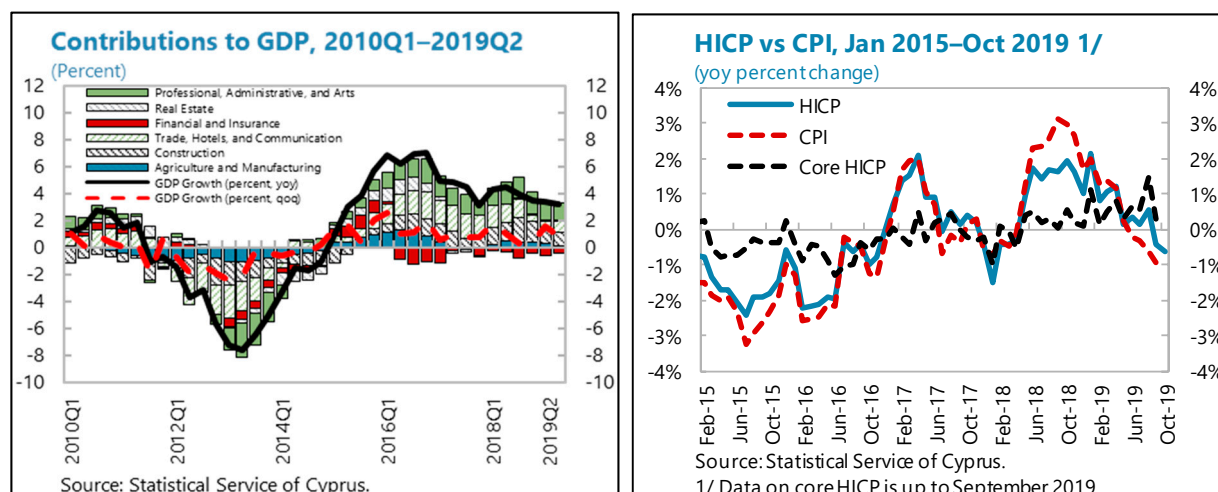 Contributions to GDP, 2010Q1–2019Q2
(Percent)
12 12
10 10
8 8
6 6
4 4
2 2
0 0
-2 -2
-4 -4
-6 -6
-8 -8
-10 -10
Professional, Administrative, and Arts
Real Estate
Financial and Insurance
Trade, Hotels, and Communication
Construction
Agriculture and Manufacturing
GDP Growth (percent, yoy)
GDP Growth (percent, qoq)
2010Q1 2012Q1 2014Q1 2016Q1 2018Q1 2019Q2
Source: Statistical Service of Cyprus.
HICP vs CPI, Jan 2015–Oct 2019 1/
(yoy percent change)
4% 4%
3% 3%
2% 2%
1% 1%
0% 0%
-1% -1%
-2% -2%
-3% -3%
-4% -4%
HICP
CPI
Core HICP
Feb-15 Jun-15 Oct-15 Feb-16 Jun-16 Oct-16 Feb-17 Jun-17 Oct-17 Feb-18 Jun-18 Oct-18 Feb-19 Jun-19 Oct-19
Source: Statistical Service of Cyprus.
1/ Data on core HICP is up to September 2019